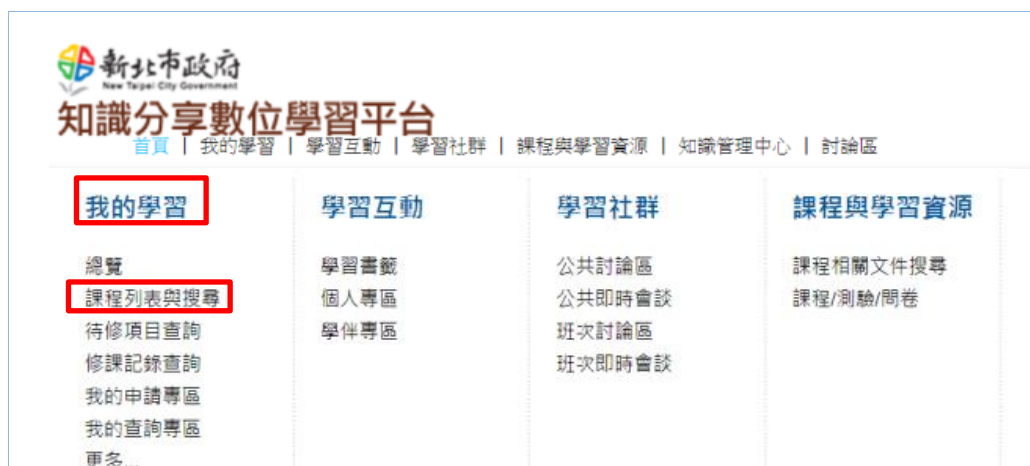 新北市政府
New Taipei City Government
知識分享數位學習平台
首頁 | 我的學習 | 學習互動 | 學習社群 | 課程與學習資源 | 知識管理中心 | 討論區
我的學習
總覽
課程列表與搜尋
待修項目查詢
修課記錄查詢
我的申請專區
我的查詢專區
更多...
學習互動
學習書籤
個人專區
學伴專區
學習社群
公共討論區
公共即時會談
班次討論區
班次即時會談
課程與學習資源
課程相關文件搜尋
課程/測驗/問卷